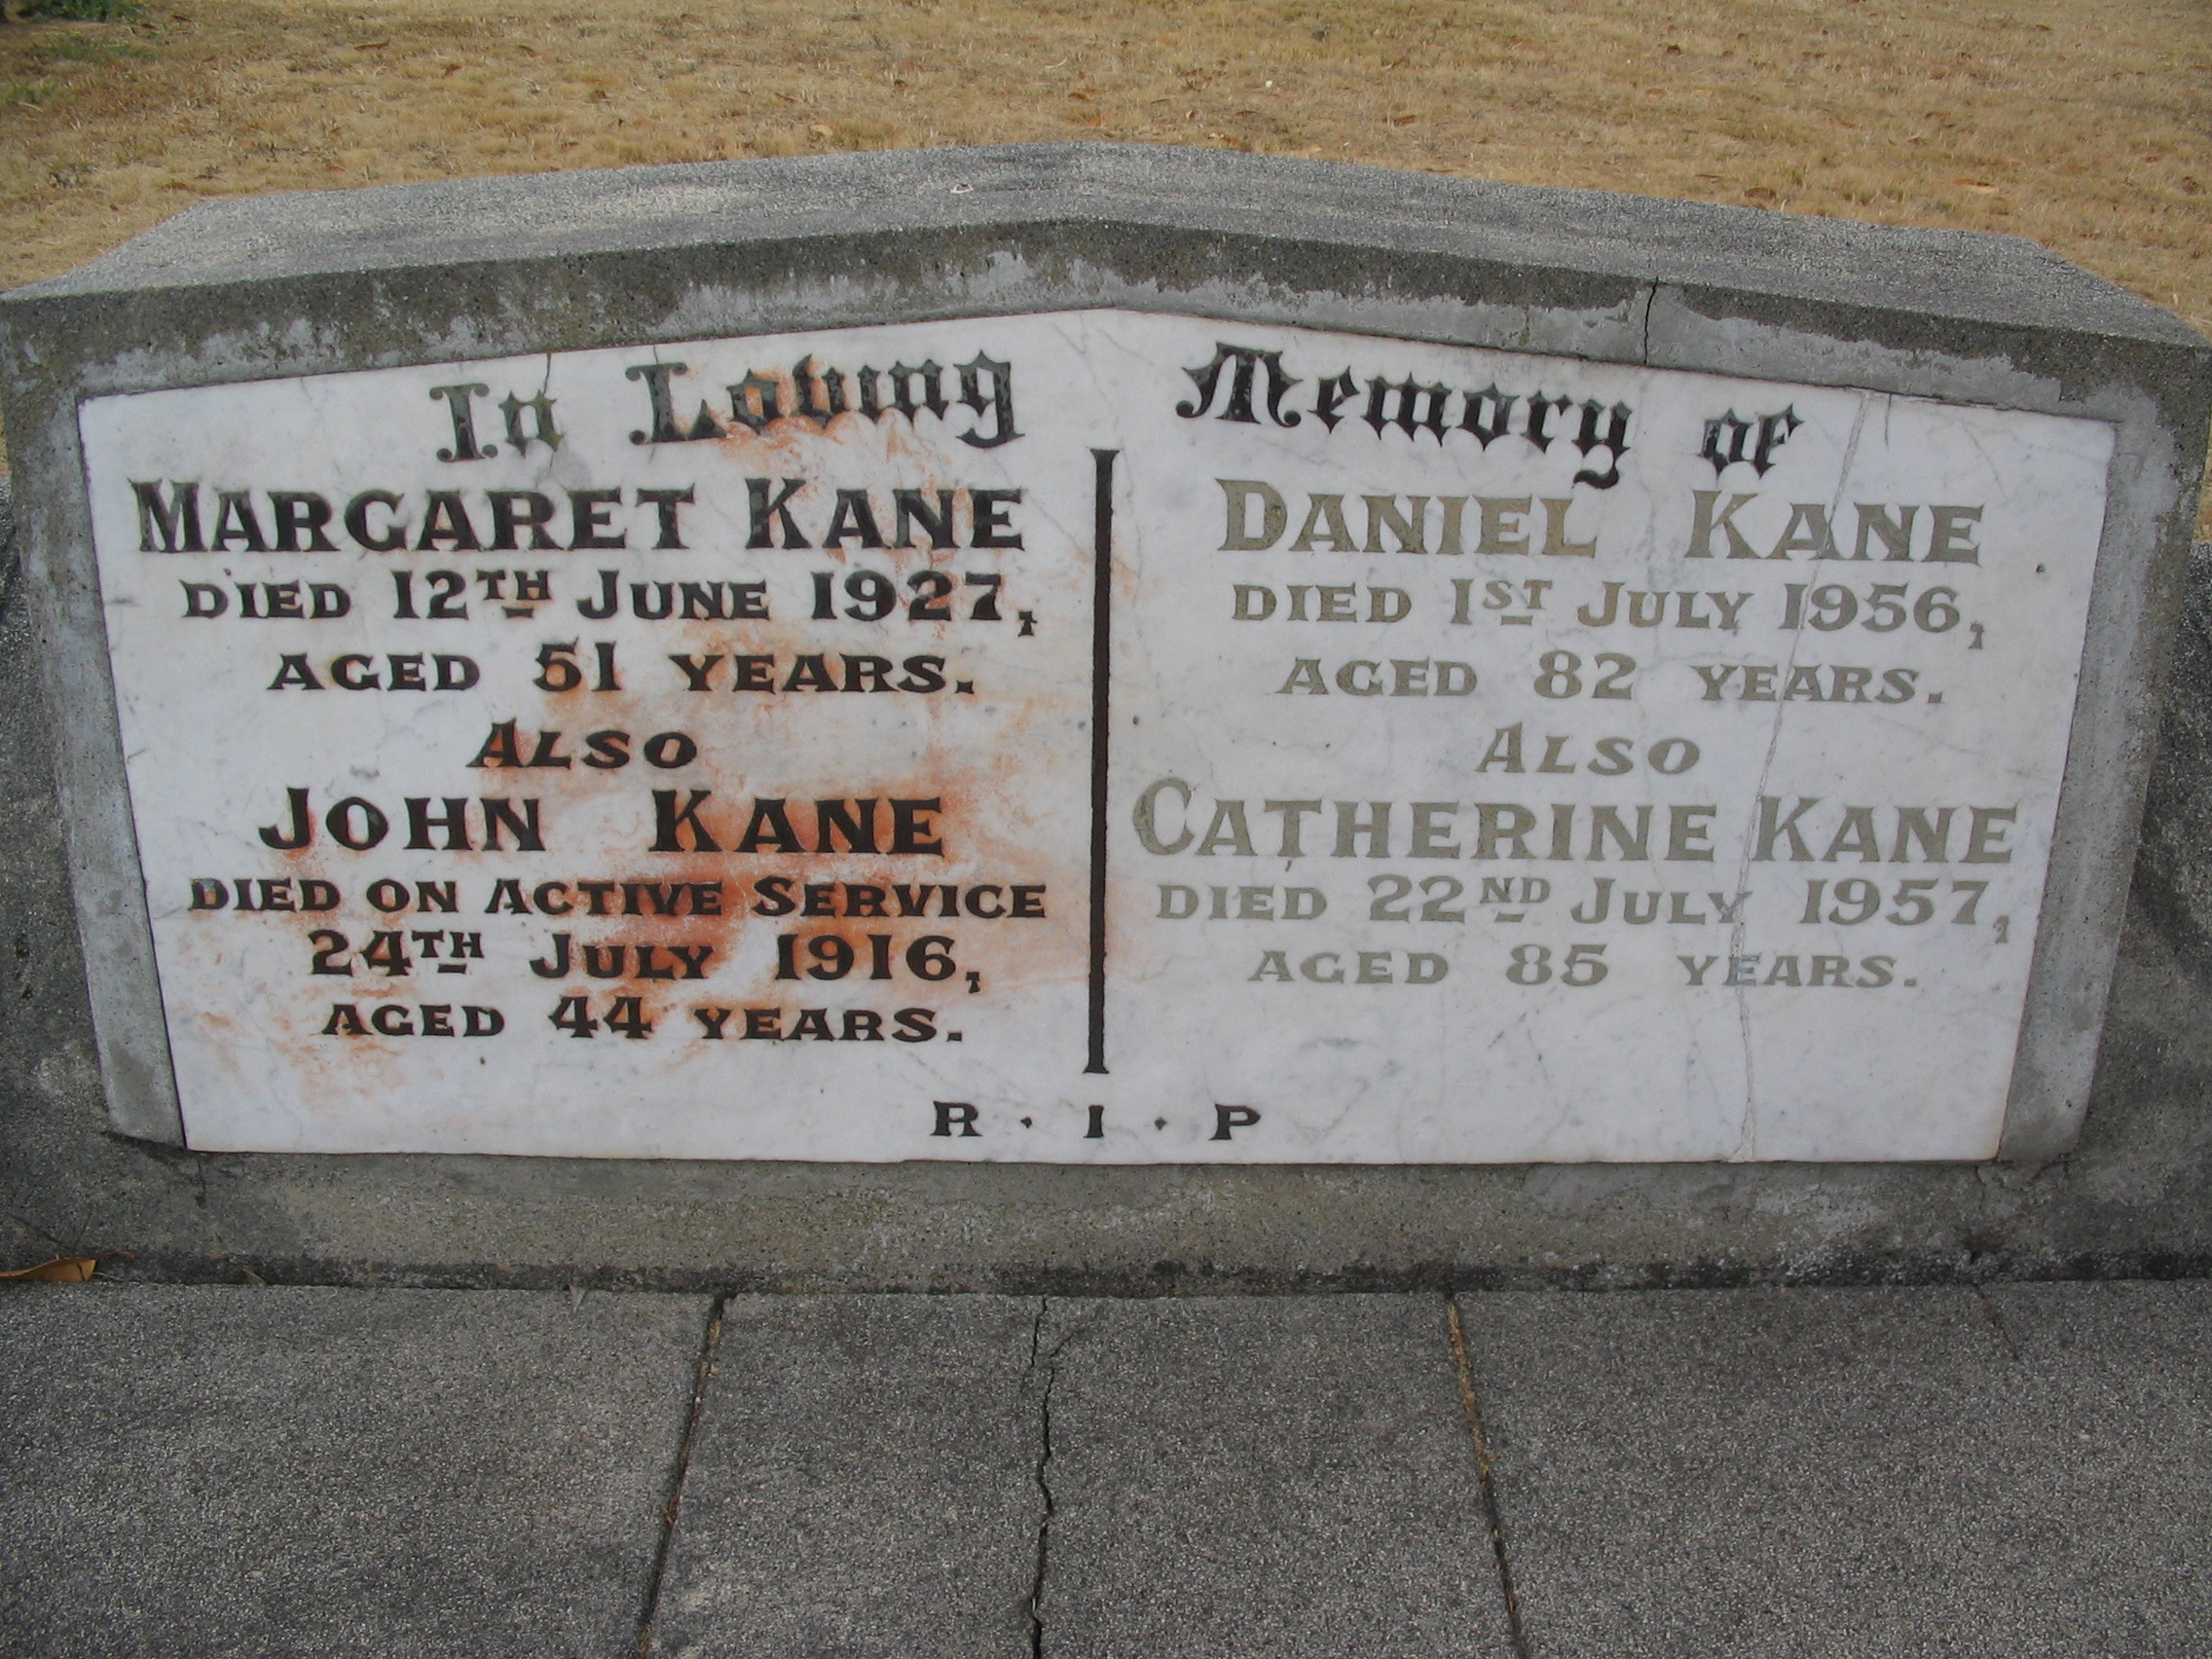 In Loving Memory of
MARGARET KANE
DIED 12TH JUNE 1927,
AGED 51 YEARS.
ALSO
JOHN KANE
DIED ON ACTIVE SERVICE
24TH JULY 1916,
AGED 44 YEARS.
DANIEL KANE
DIED 1ST JULY 1956,
AGED 82 YEARS.
ALSO
CATHERINE KANE
DIED 22ND JULY 1957,
AGED 85 YEARS.
R · I · P